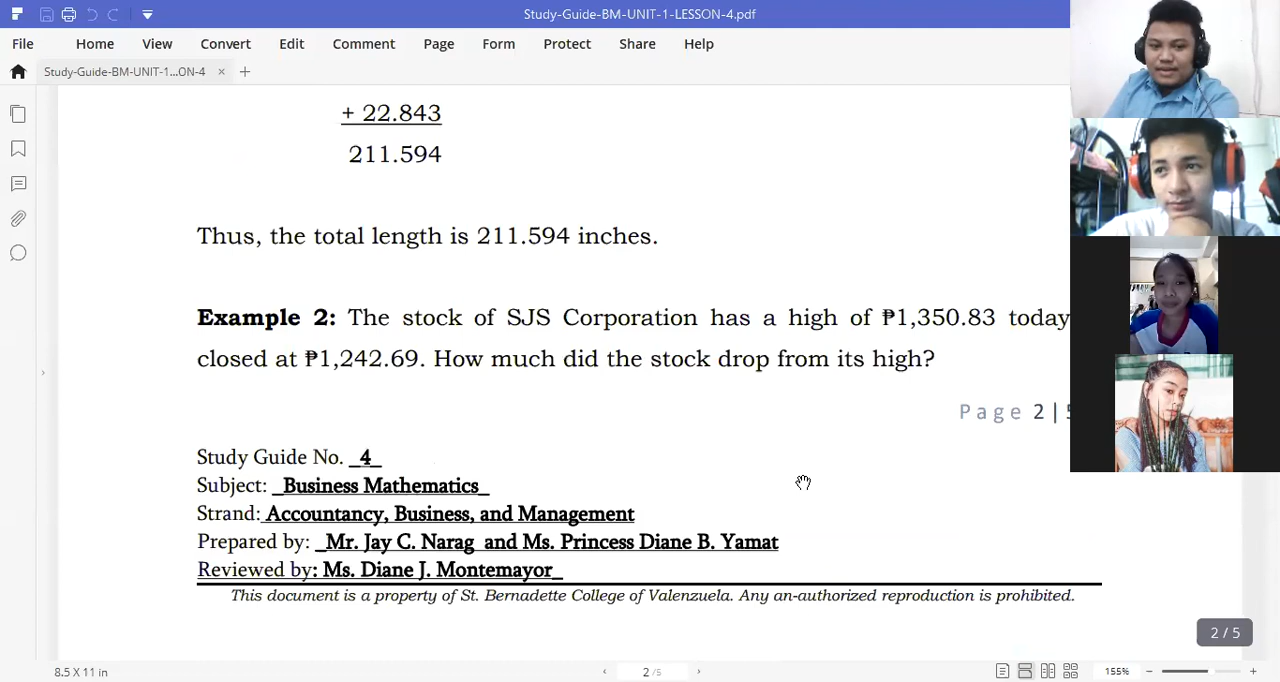 Study-Guide-BM-UNIT-1-LESSON-4.pdf
File Home View Convert Edit Comment Page Form Protect Share Help
Study-Guide-BM-UNIT-1...ON-4 × +
+ 22.843
211.594
Thus, the total length is 211.594 inches.
Example 2: The stock of SJS Corporation has a high of ₱1,350.83 today
closed at ₱1,242.69. How much did the stock drop from its high?
Page 2 |
Study Guide No. _4_
Subject: _Business Mathematics_
Strand: Accountancy, Business, and Management
Prepared by: _Mr. Jay C. Narag and Ms. Princess Diane B. Yamat
Reviewed by: Ms. Diane J. Montemayor_
This document is a property of St. Bernadette College of Valenzuela. Any an-authorized reproduction is prohibited.
2 / 5
8.5 X 11 in
2 /5
155%